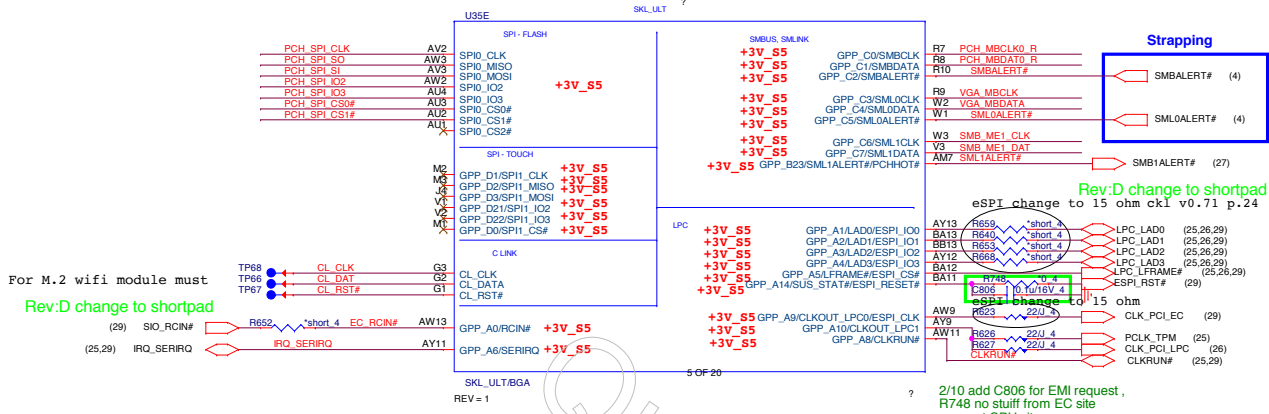 ?
SKL_ULT
U35E
SPI - FLASH
SMBUS, SMLINK
Strapping
PCH_SPI_CLK AV2 SPI0_CLK
PCH_SPI_SO AW3 SPI0_MISO
PCH_SPI_SI AV3 SPI0_MOSI
PCH_SPI_IO2 AW2 SPI0_IO2
PCH_SPI_IO3 AU4 SPI0_IO3
PCH_SPI_CS0# AU3 SPI0_CS0#
PCH_SPI_CS1# AU2 SPI0_CS1#
AU1 SPI0_CS2#
+3V_S5
+3V_S5 GPP_C0/SMBCLK R7 PCH_MBCLK0_R
+3V_S5 GPP_C1/SMBDATA R8 PCH_MBDAT0_R
+3V_S5 GPP_C2/SMBALERT# R10 SMBALERT# SMBALERT# (4)
+3V_S5 GPP_C3/SML0CLK R9 VGA_MBCLK
+3V_S5 GPP_C4/SML0DATA W2 VGA_MBDATA
+3V_S5 GPP_C5/SML0ALERT# W1 SML0ALERT# SML0ALERT# (4)
+3V_S5 GPP_C6/SML1CLK W3 SMB_ME1_CLK
+3V_S5 GPP_C7/SML1DATA V3 SMB_ME1_DAT
+3V_S5 GPP_B23/SML1ALERT#/PCHHOT# AM7 SML1ALERT# SMB1ALERT# (27)
SPI - TOUCH
M2 GPP_D1/SPI1_CLK +3V_S5
M3 GPP_D2/SPI1_MISO +3V_S5
J4 GPP_D3/SPI1_MOSI +3V_S5
V1 GPP_D21/SPI1_IO2 +3V_S5
V2 GPP_D22/SPI1_IO3 +3V_S5
M1 GPP_D0/SPI1_CS# +3V_S5
Rev:D change to shortpad
eSPI change to 15 ohm ckl v0.71 p.24
LPC
+3V_S5 GPP_A1/LAD0/ESPI_IO0 AY13 R659 *short_4 LPC_LAD0 (25,26,29)
+3V_S5 GPP_A2/LAD1/ESPI_IO1 BA13 R640 *short_4 LPC_LAD1 (25,26,29)
+3V_S5 GPP_A3/LAD2/ESPI_IO2 BB13 R653 *short_4 LPC_LAD2 (25,26,29)
+3V_S5 GPP_A4/LAD3/ESPI_IO3 AY12 R668 *short_4 LPC_LAD3 (25,26,29)
+3V_S5 GPP_A5/LFRAME#/ESPI_CS# BA12 LPC_LFRAME# (25,26,29)
+3V_S5 GPP_A14/SUS_STAT#/ESPI_RESET# BA11 R748 *0_4 ESPI_RST# (29)
C806 0.1u/16V_4
C LINK
For M.2 wifi module must
TP68 CL_CLK G3 CL_CLK
TP66 CL_DAT G2 CL_DATA
TP67 CL_RST# G1 CL_RST#
Rev:D change to shortpad
eSPI change to 15 ohm
(29) SIO_RCIN# R652 *short_4 EC_RCIN# AW13 GPP_A0/RCIN# +3V_S5
(25,29) IRQ_SERIRQ IRQ_SERIRQ AY11 GPP_A6/SERIRQ +3V_S5
+3V_S5 GPP_A9/CLKOUT_LPC0/ESPI_CLK AW9 R623 22/J_4 CLK_PCI_EC (29)
+3V_S5 GPP_A10/CLKOUT_LPC1 AY9 R626 22/J_4 PCLK_TPM (25)
+3V_S5 GPP_A8/CLKRUN# AW11 R627 22/J_4 CLK_PCI_LPC (26)
CLKRUN# CLKRUN# (25,29)
5 OF 20
SKL_ULT/BGA
REV = 1
?
2/10 add C806 for EMI request ,
R748 no stuiff from EC site